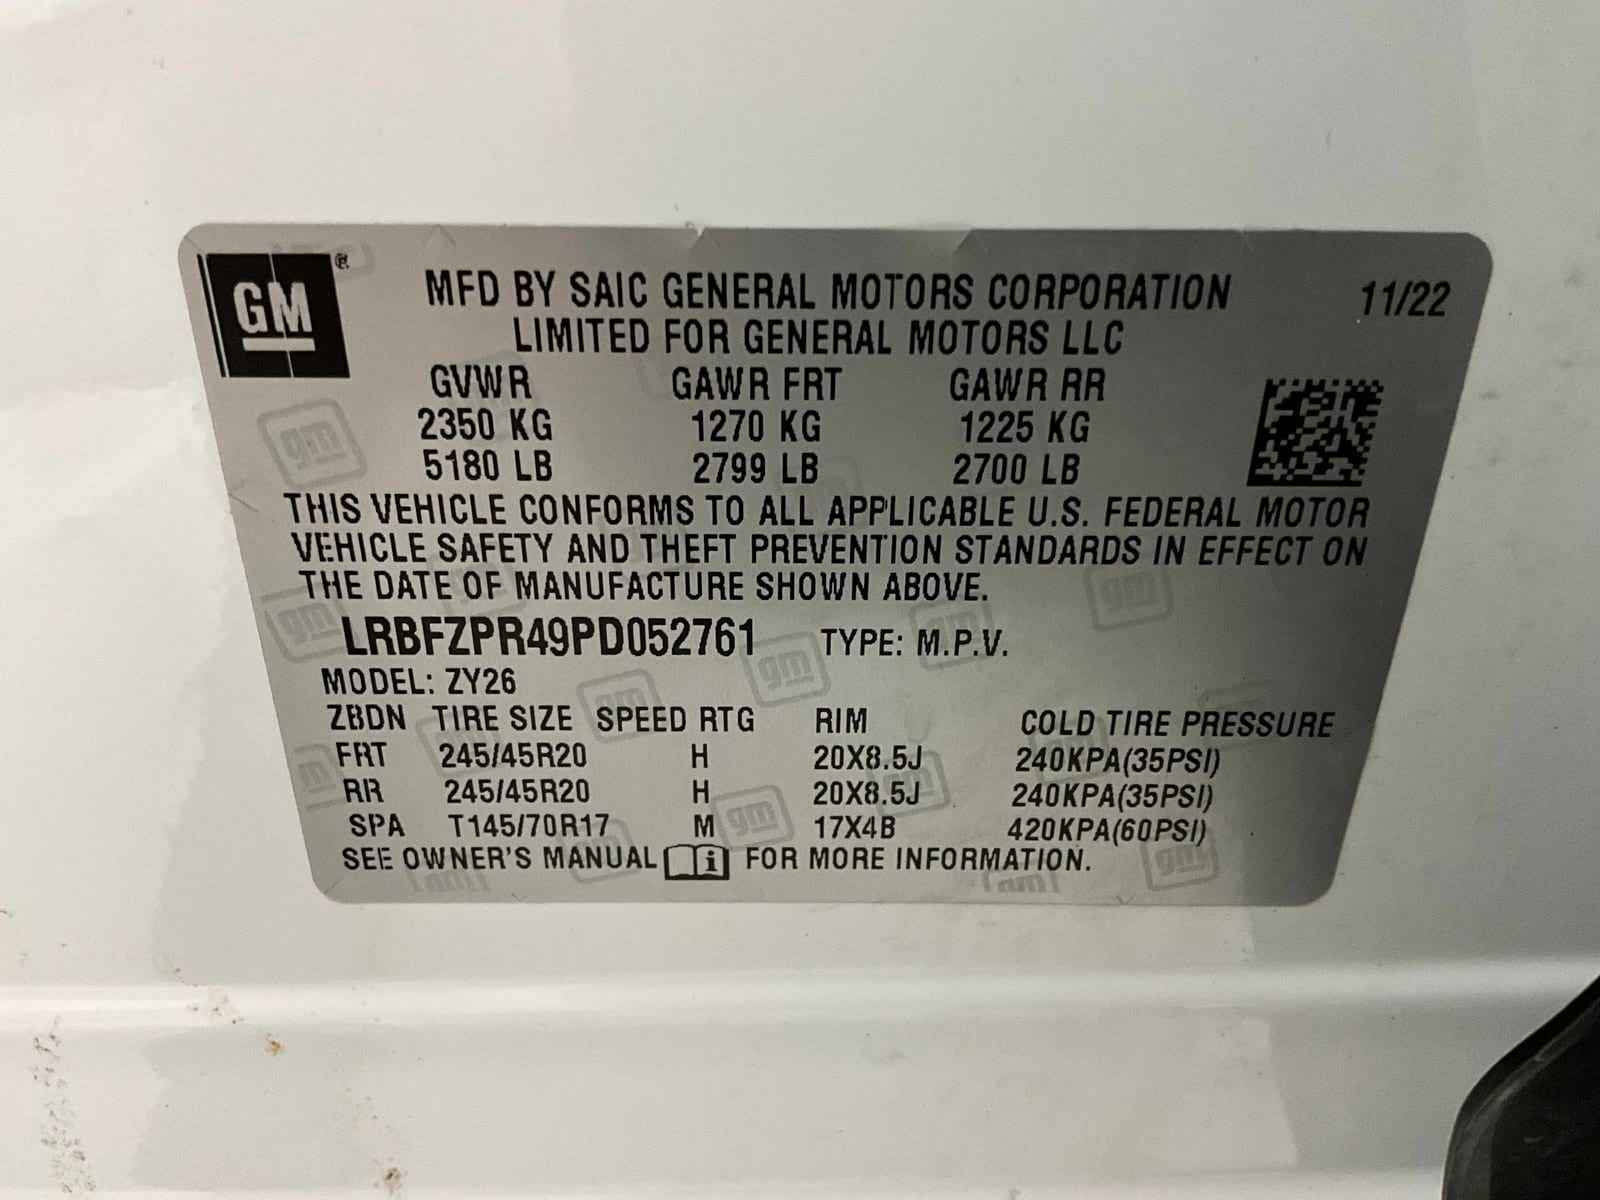 GM ®
MFD BY SAIC GENERAL MOTORS CORPORATION 11/22
LIMITED FOR GENERAL MOTORS LLC
GVWR GAWR FRT GAWR RR
2350 KG 1270 KG 1225 KG
5180 LB 2799 LB 2700 LB
THIS VEHICLE CONFORMS TO ALL APPLICABLE U.S. FEDERAL MOTOR
VEHICLE SAFETY AND THEFT PREVENTION STANDARDS IN EFFECT ON
THE DATE OF MANUFACTURE SHOWN ABOVE.
LRBFZPR49PD052761 TYPE: M.P.V.
MODEL: ZY26
ZBDN TIRE SIZE SPEED RTG RIM COLD TIRE PRESSURE
FRT 245/45R20 H 20X8.5J 240KPA(35PSI)
RR 245/45R20 H 20X8.5J 240KPA(35PSI)
SPA T145/70R17 M 17X4B 420KPA(60PSI)
SEE OWNER'S MANUAL i FOR MORE INFORMATION.